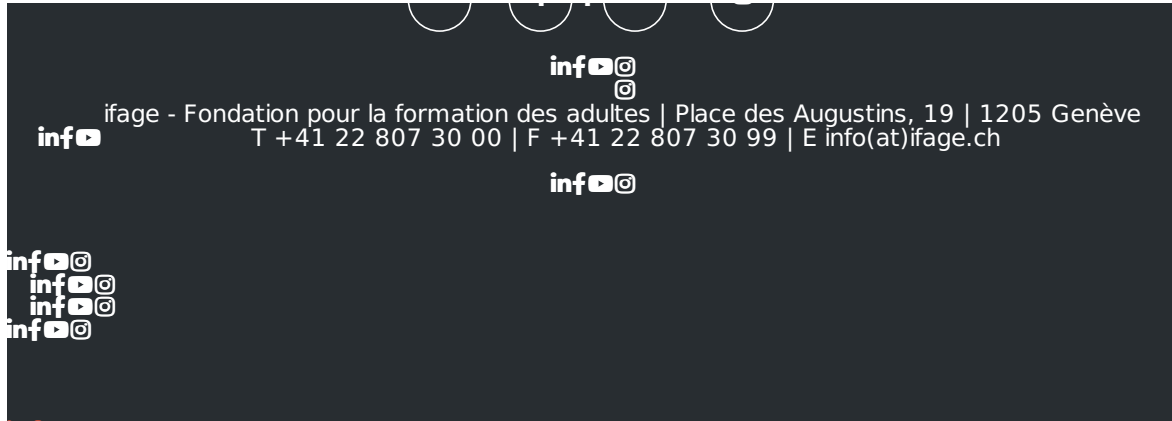 ifage - Fondation pour la formation des adultes | Place des Augustins, 19 | 1205 Genève
T +41 22 807 30 00 | F +41 22 807 30 99 | E info(at)ifage.ch